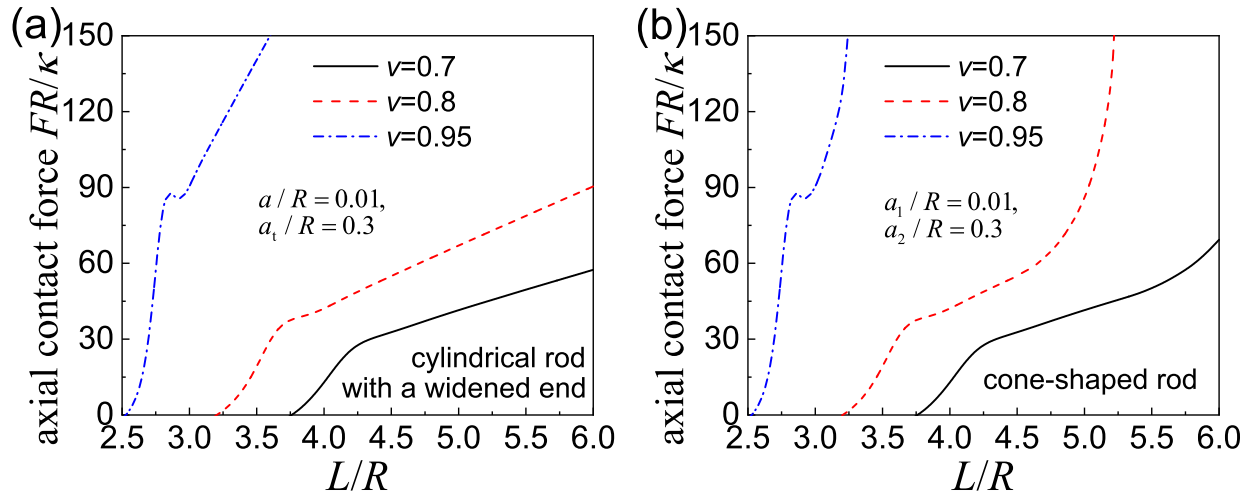 (a)
axial contact force FR/κ
150
120
90
60
30
0
v=0.7
v=0.8
v=0.95
a / R = 0.01,
a_t / R = 0.3
cylindrical rod
with a widened end
2.5 3.0 3.5 4.0 4.5 5.0 5.5 6.0
L/R
(b)
axial contact force FR/κ
150
120
90
60
30
0
v=0.7
v=0.8
v=0.95
a_1 / R = 0.01,
a_2 / R = 0.3
cone-shaped rod
2.5 3.0 3.5 4.0 4.5 5.0 5.5 6.0
L/R